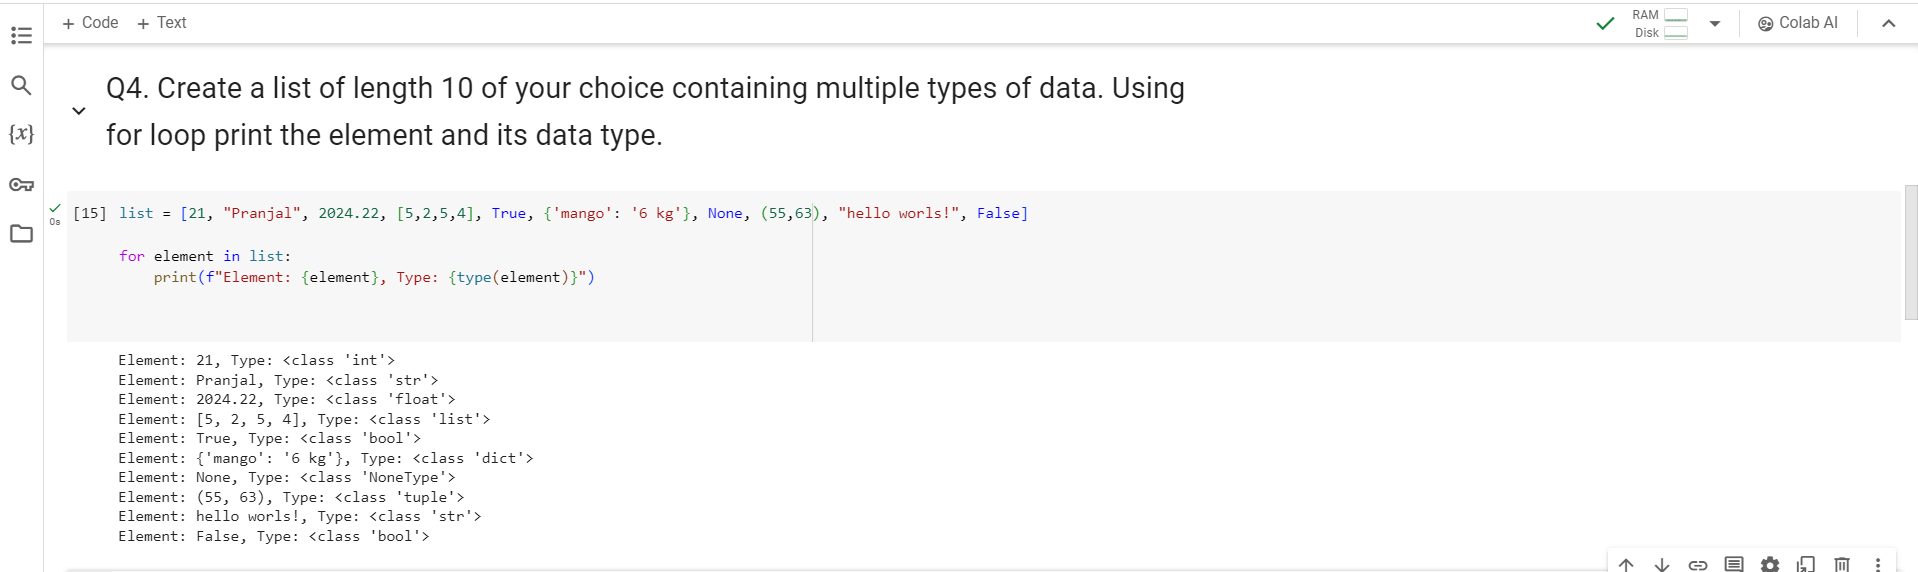 + Code + Text
RAM
Disk
Colab AI
{x}
Q4. Create a list of length 10 of your choice containing multiple types of data. Using
for loop print the element and its data type.
0s
[15] list = [21, "Pranjal", 2024.22, [5,2,5,4], True, {'mango': '6 kg'}, None, (55,63), "hello worls!", False]
for element in list:
    print(f"Element: {element}, Type: {type(element)}")
Element: 21, Type: <class 'int'>
Element: Pranjal, Type: <class 'str'>
Element: 2024.22, Type: <class 'float'>
Element: [5, 2, 5, 4], Type: <class 'list'>
Element: True, Type: <class 'bool'>
Element: {'mango': '6 kg'}, Type: <class 'dict'>
Element: None, Type: <class 'NoneType'>
Element: (55, 63), Type: <class 'tuple'>
Element: hello worls!, Type: <class 'str'>
Element: False, Type: <class 'bool'>